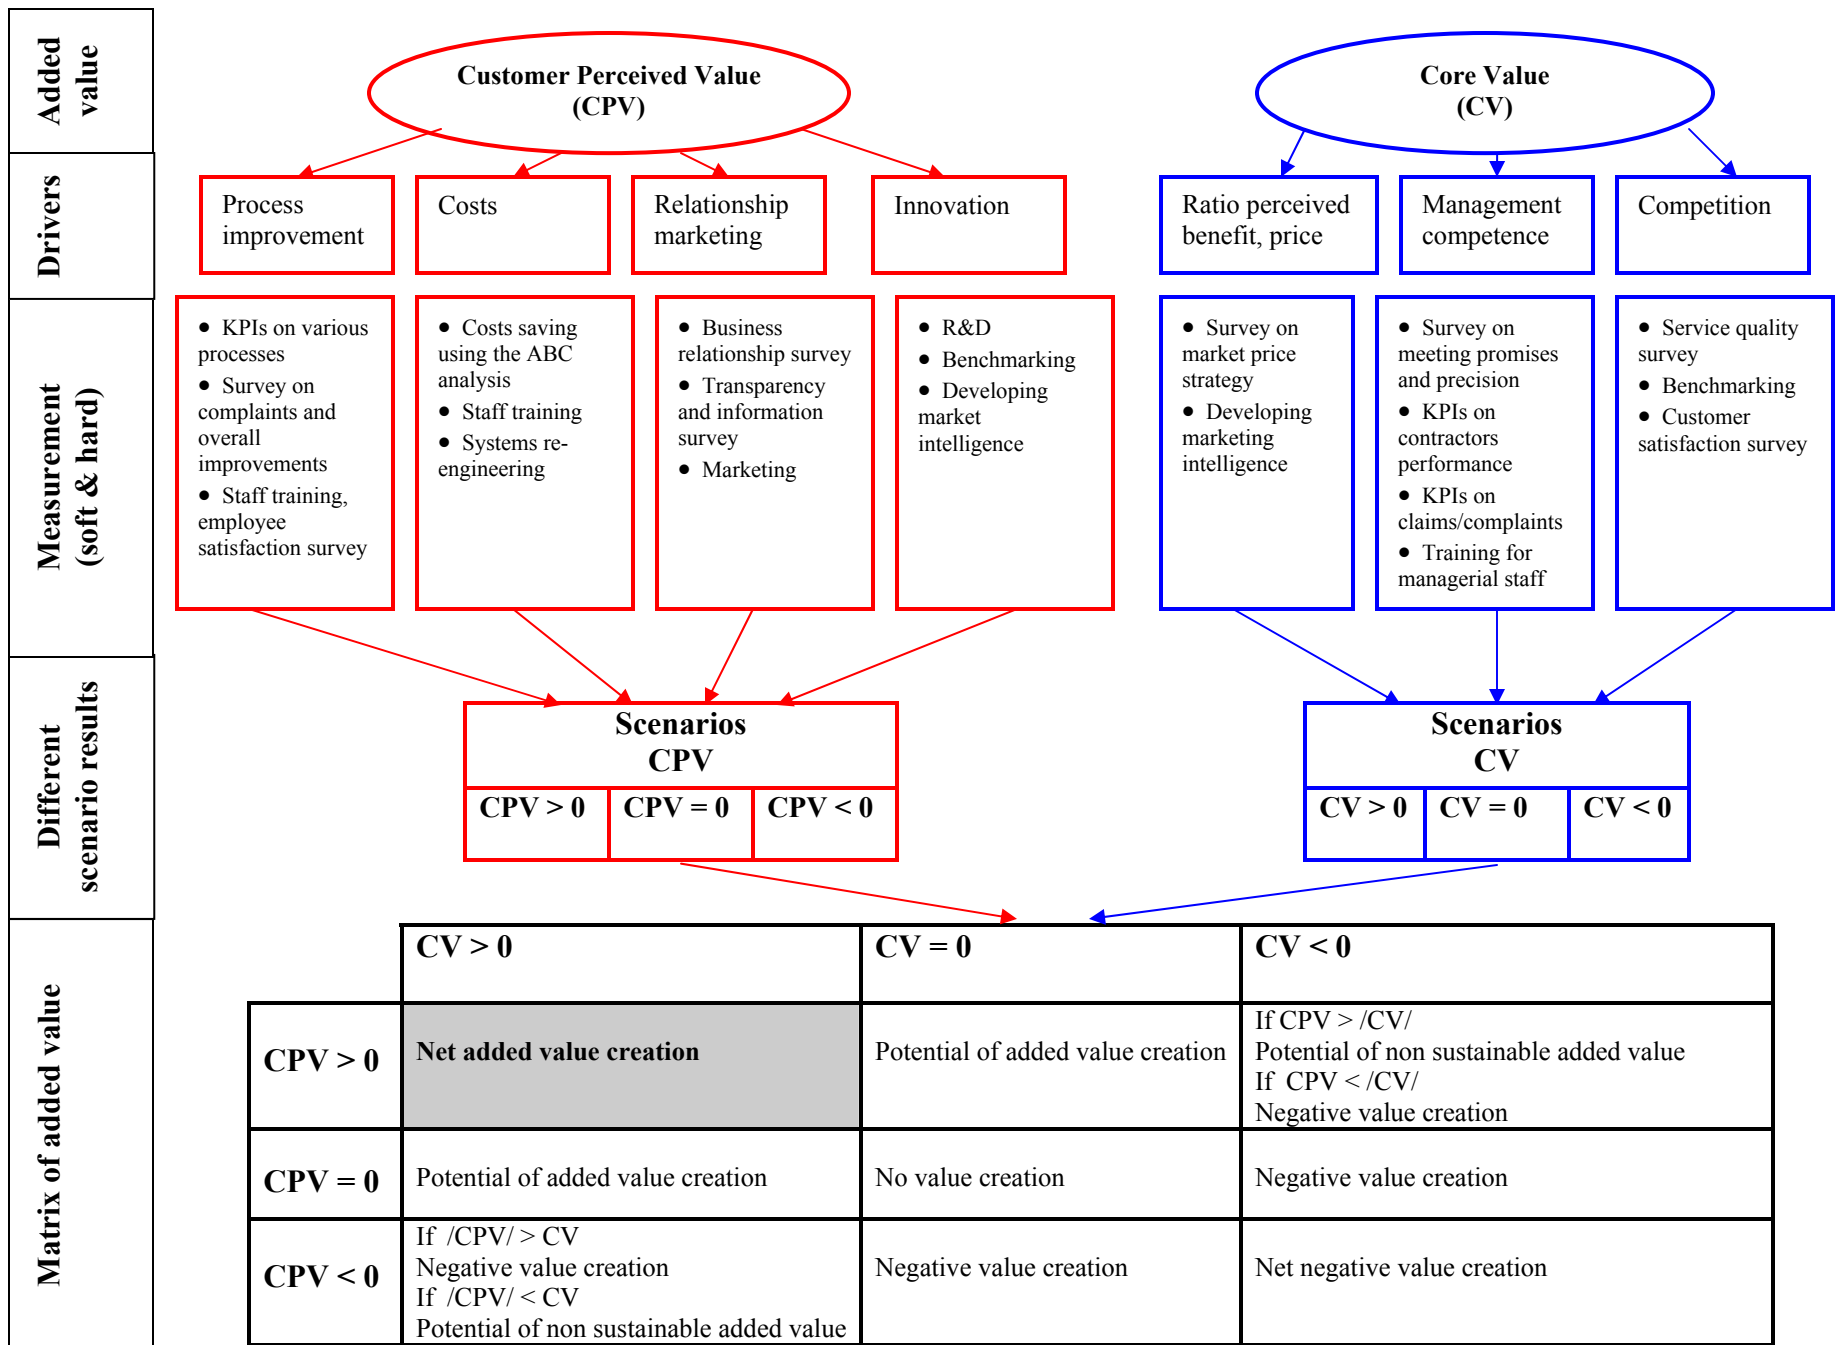 Added
value
Customer Perceived Value
(CPV)
Core Value
(CV)
Drivers
Process
improvement
Costs
Relationship
marketing
Innovation
Ratio perceived
benefit, price
Management
competence
Competition
Measurement
(soft & hard)
• KPIs on various
processes
• Survey on
complaints and
overall
improvements
• Staff training,
employee
satisfaction survey
• Costs saving
using the ABC
analysis
• Staff training
• Systems re-
engineering
• Business
relationship survey
• Transparency
and information
survey
• Marketing
• R&D
• Benchmarking
• Developing
market
intelligence
• Survey on
market price
strategy
• Developing
marketing
intelligence
• Survey on
meeting promises
and precision
• KPIs on
contractors
performance
• KPIs on
claims/complaints
• Training for
managerial staff
• Service quality
survey
• Benchmarking
• Customer
satisfaction survey
Different
scenario results
Scenarios
CPV
CPV > 0
CPV = 0
CPV < 0
Scenarios
CV
CV > 0
CV = 0
CV < 0
Matrix of added value
CV > 0
CV = 0
CV < 0
CPV > 0
Net added value creation
Potential of added value creation
If CPV > /CV/
Potential of non sustainable added value
If CPV < /CV/
Negative value creation
CPV = 0
Potential of added value creation
No value creation
Negative value creation
CPV < 0
If /CPV/ > CV
Negative value creation
If /CPV/ < CV
Potential of non sustainable added value
Negative value creation
Net negative value creation